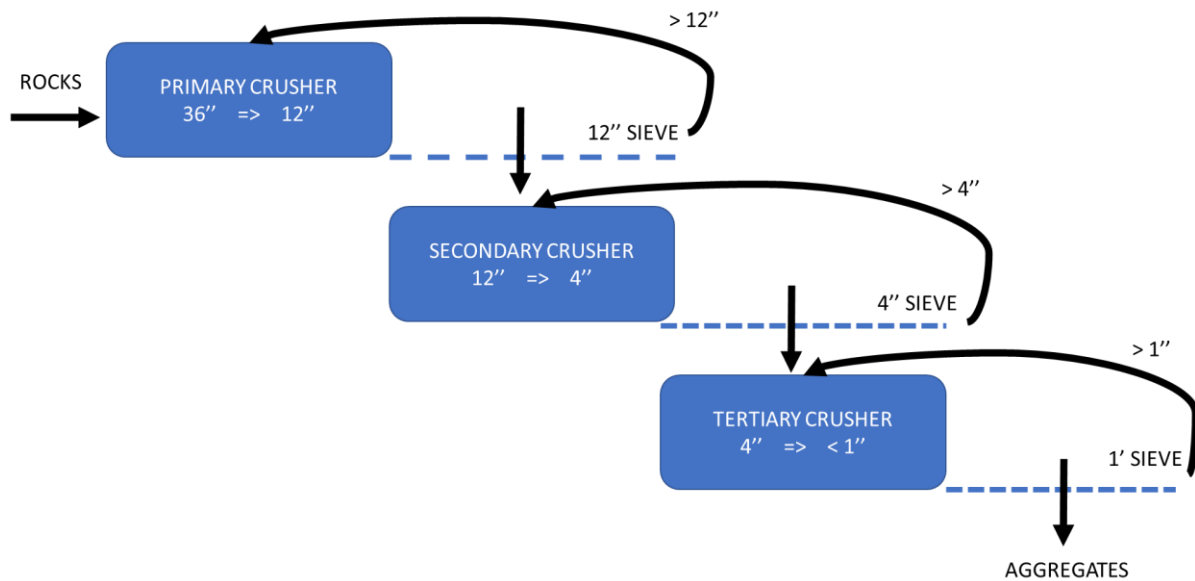 > 12’’
ROCKS
PRIMARY CRUSHER
36’’ => 12’’
12’’ SIEVE
> 4’’
SECONDARY CRUSHER
12’’ => 4’’
4’’ SIEVE
> 1’’
TERTIARY CRUSHER
4’’ => < 1’’
1’ SIEVE
AGGREGATES